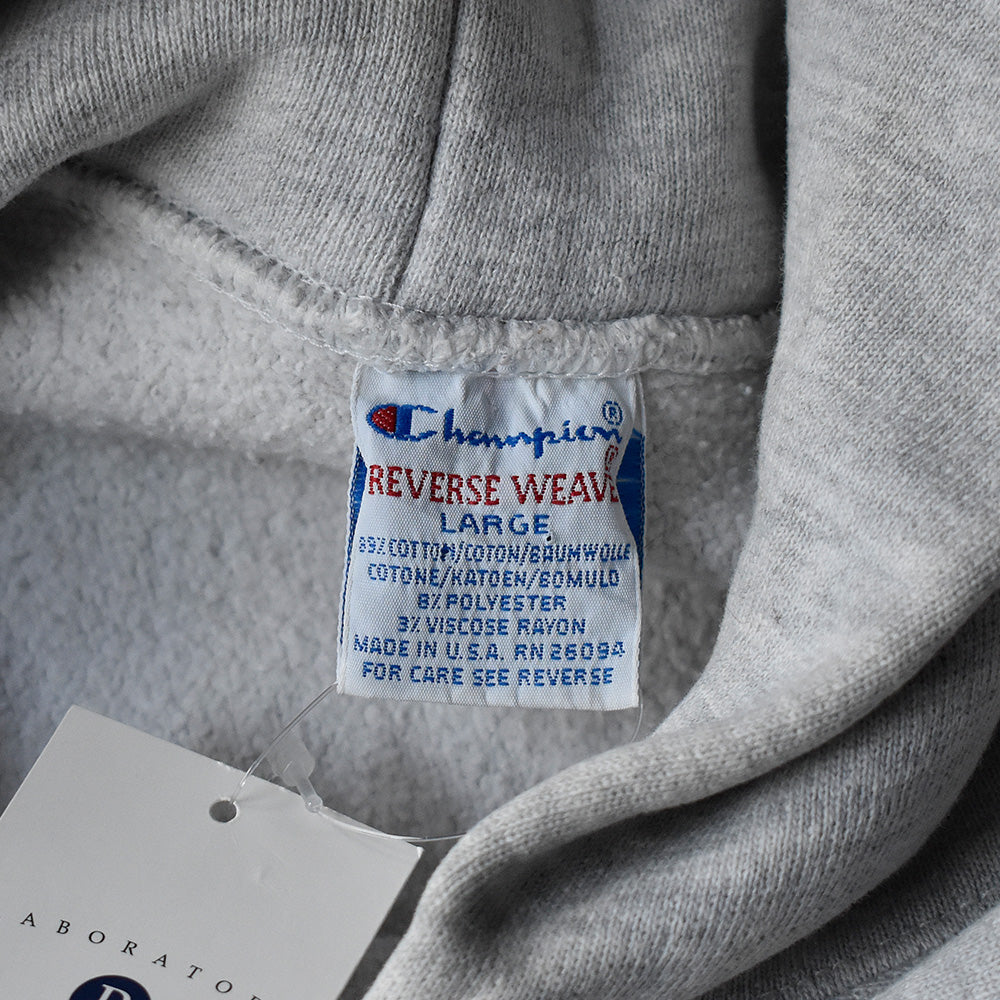 Champion®
REVERSE WEAVE®
LARGE
89% COTTON/COTON/BAUMWOLLE
COTONE/KATOEN/BOMULD
8% POLYESTER
3% VISCOSE RAYON
MADE IN U.S.A. RN 26094
FOR CARE SEE REVERSE
ABORATO